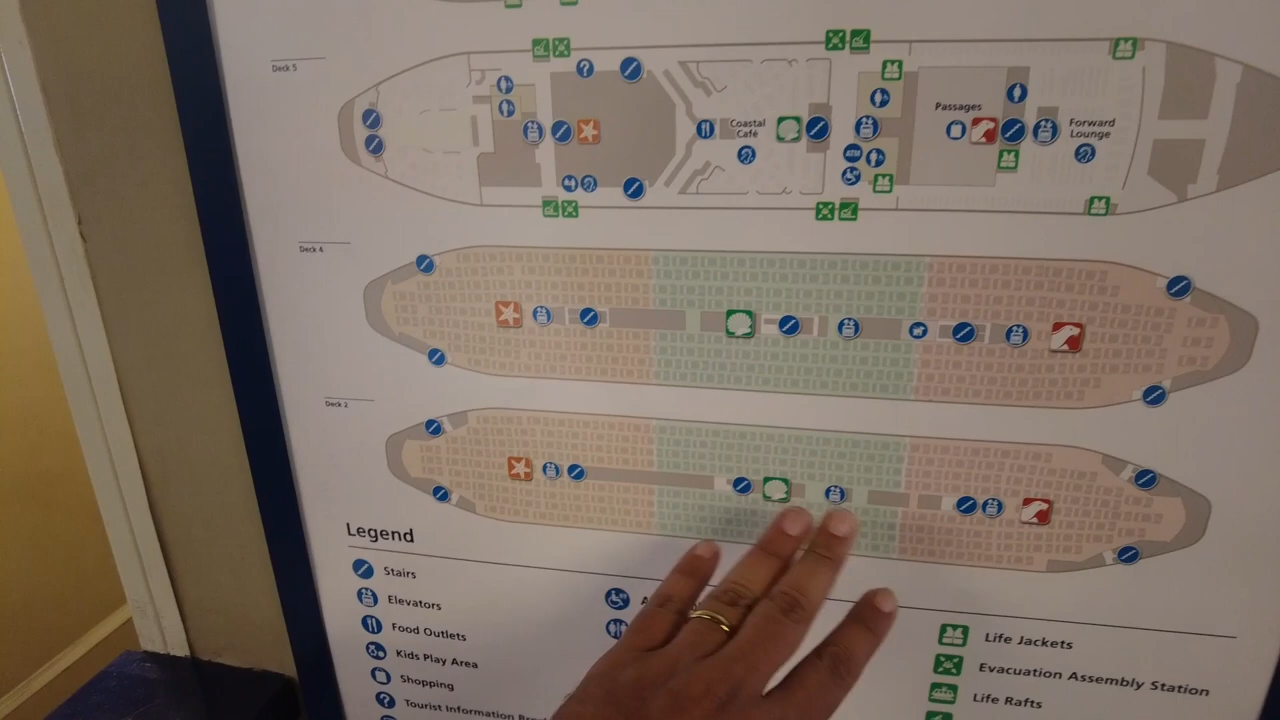 Deck 5
Passages
Coastal
Café
Forward
Lounge
ATM
Deck 4
Deck 2
Legend
Stairs
Elevators
Food Outlets
Kids Play Area
Shopping
Tourist Information
Life Jackets
Evacuation Assembly Station
Life Rafts